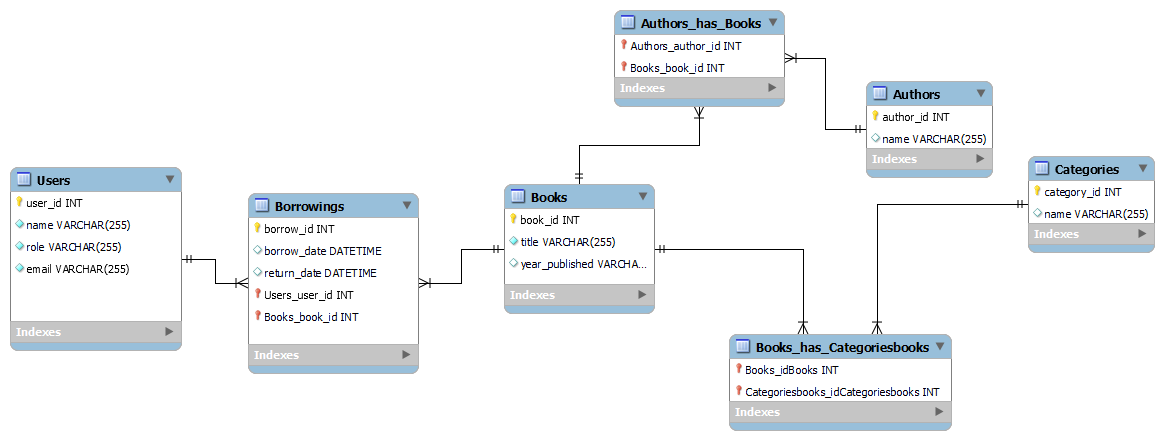 Authors_has_Books
Authors_author_id INT
Books_book_id INT
Indexes
Authors
author_id INT
name VARCHAR(255)
Indexes
Categories
category_id INT
name VARCHAR(255)
Indexes
Users
user_id INT
name VARCHAR(255)
role VARCHAR(255)
email VARCHAR(255)
Indexes
Borrowings
borrow_id INT
borrow_date DATETIME
return_date DATETIME
Users_user_id INT
Books_book_id INT
Indexes
Books
book_id INT
title VARCHAR(255)
year_published VARCHA...
Indexes
Books_has_Categoriesbooks
Books_idBooks INT
Categoriesbooks_idCategoriesbooks INT
Indexes